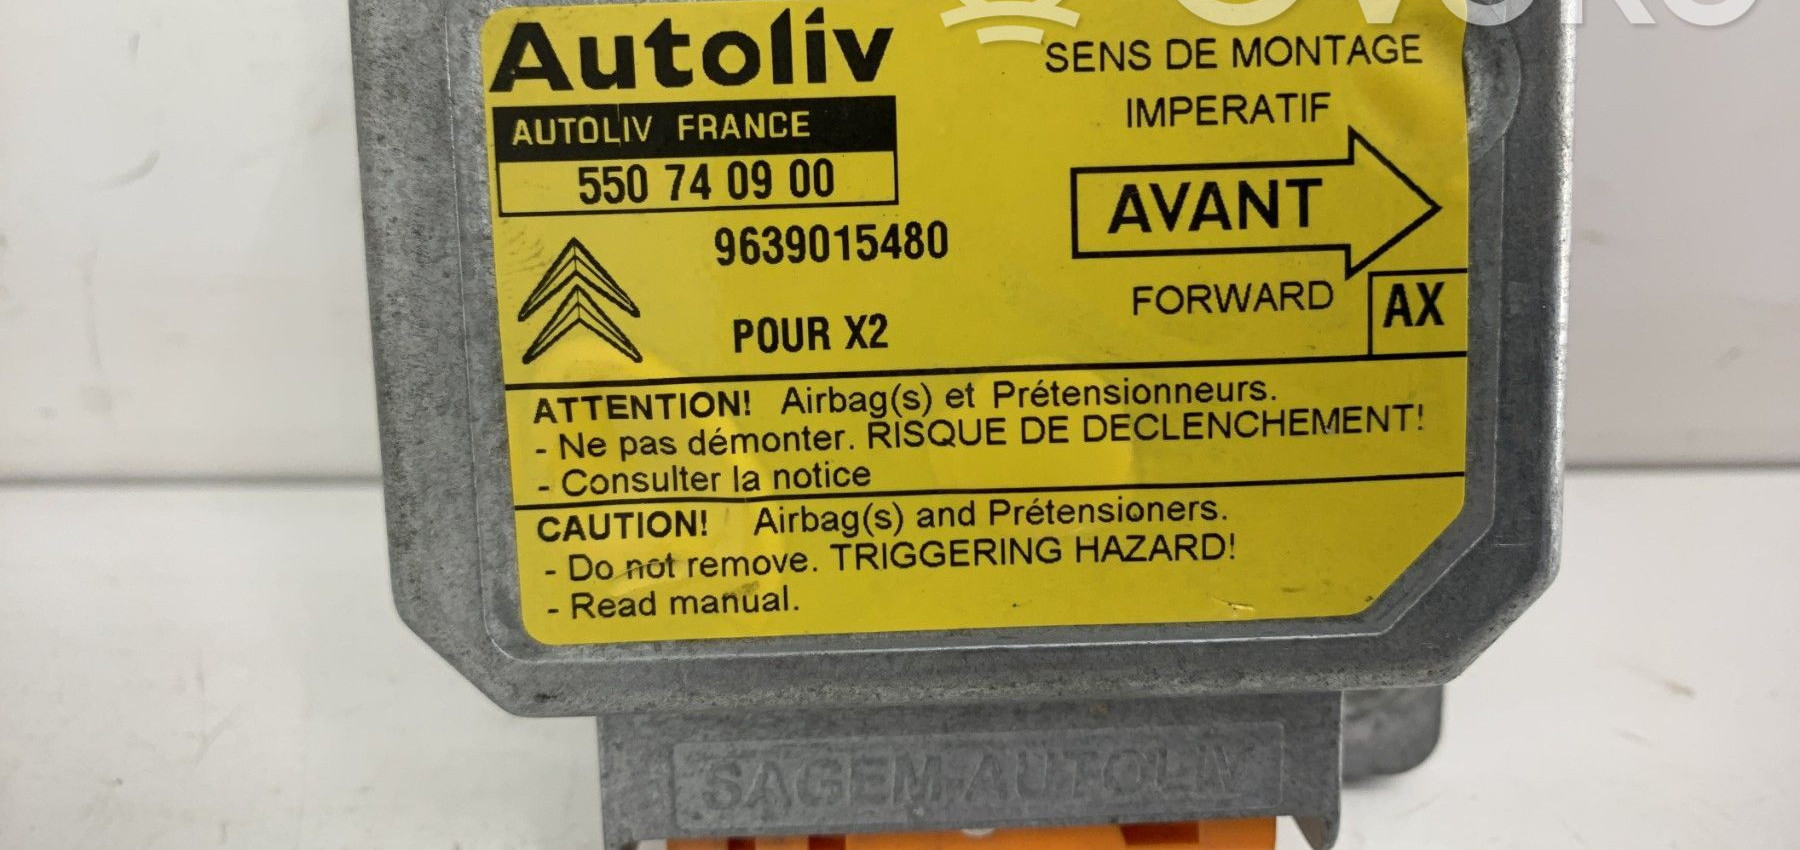 Autoliv
AUTOLIV FRANCE
550 74 09 00
9639015480
POUR X2
SENS DE MONTAGE
IMPERATIF
AVANT
FORWARD
AX
ATTENTION! Airbag(s) et Prétensionneurs.
- Ne pas démonter. RISQUE DE DECLENCHEMENT!
- Consulter la notice
CAUTION! Airbag(s) and Prétensioners.
- Do not remove. TRIGGERING HAZARD!
- Read manual.
SAGEM-AUTOLIV